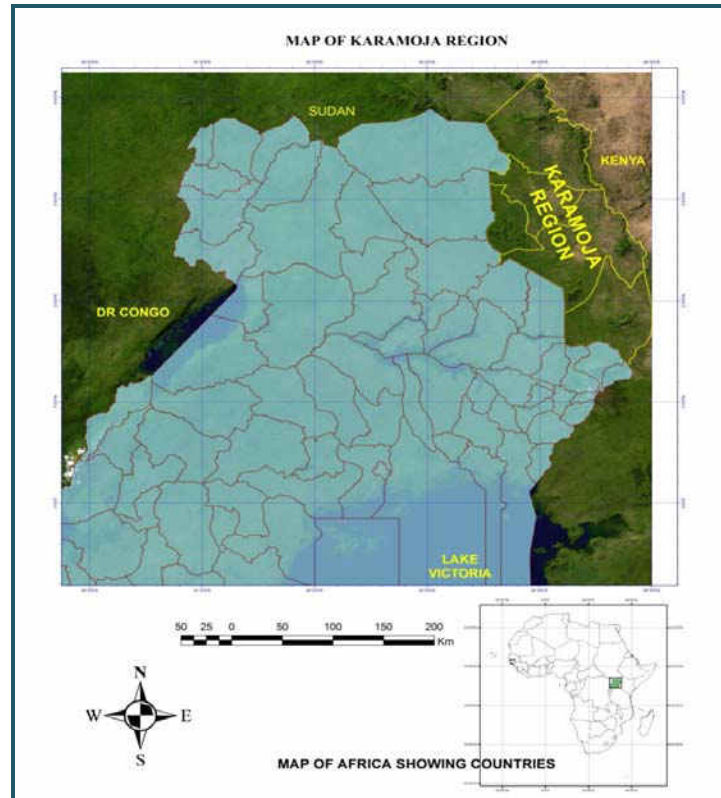 MAP OF KARAMOJA REGION
SUDAN
KENYA
KARAMOJA
REGION
DR CONGO
LAKE
VICTORIA
50 25 0 50 100 150 200
Km
N
W E
S
MAP OF AFRICA SHOWING COUNTRIES